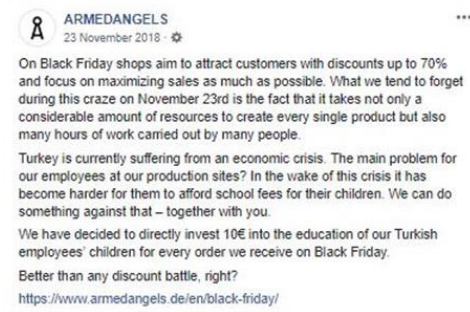 ARMEDANGELS
23 November 2018 ·
On Black Friday shops aim to attract customers with discounts up to 70%
and focus on maximizing sales as much as possible. What we tend to forget
during this craze on November 23rd is the fact that it takes not only a
considerable amount of resources to create every single product but also
many hours of work carried out by many people.
Turkey is currently suffering from an economic crisis. The main problem for
our employees at our production sites? In the wake of this crisis it has
become harder for them to afford school fees for their children. We can do
something against that – together with you.
We have decided to directly invest 10€ into the education of our Turkish
employees' children for every order we receive on Black Friday.
Better than any discount battle, right?
https://www.armedangels.de/en/black-friday/